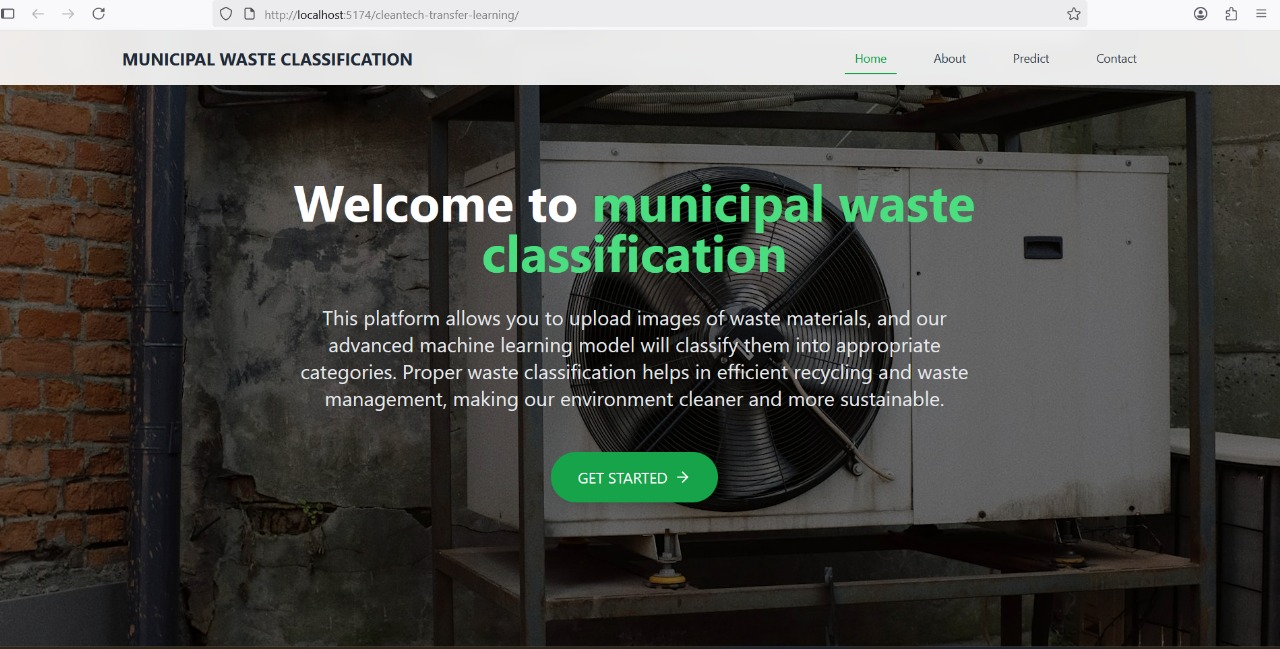 http://localhost:5174/cleantech-transfer-learning/
MUNICIPAL WASTE CLASSIFICATION
Home
About
Predict
Contact
Welcome to municipal waste
classification
This platform allows you to upload images of waste materials, and our
advanced machine learning model will classify them into appropriate
categories. Proper waste classification helps in efficient recycling and waste
management, making our environment cleaner and more sustainable.
GET STARTED →